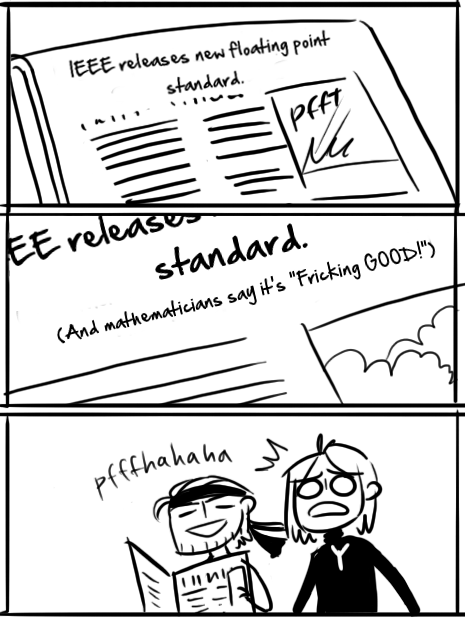 IEEE releases new floating point
standard.
pfft
EE releases
standard.
(And mathematicians say it's "Fricking GOOD!")
pfffhahaha